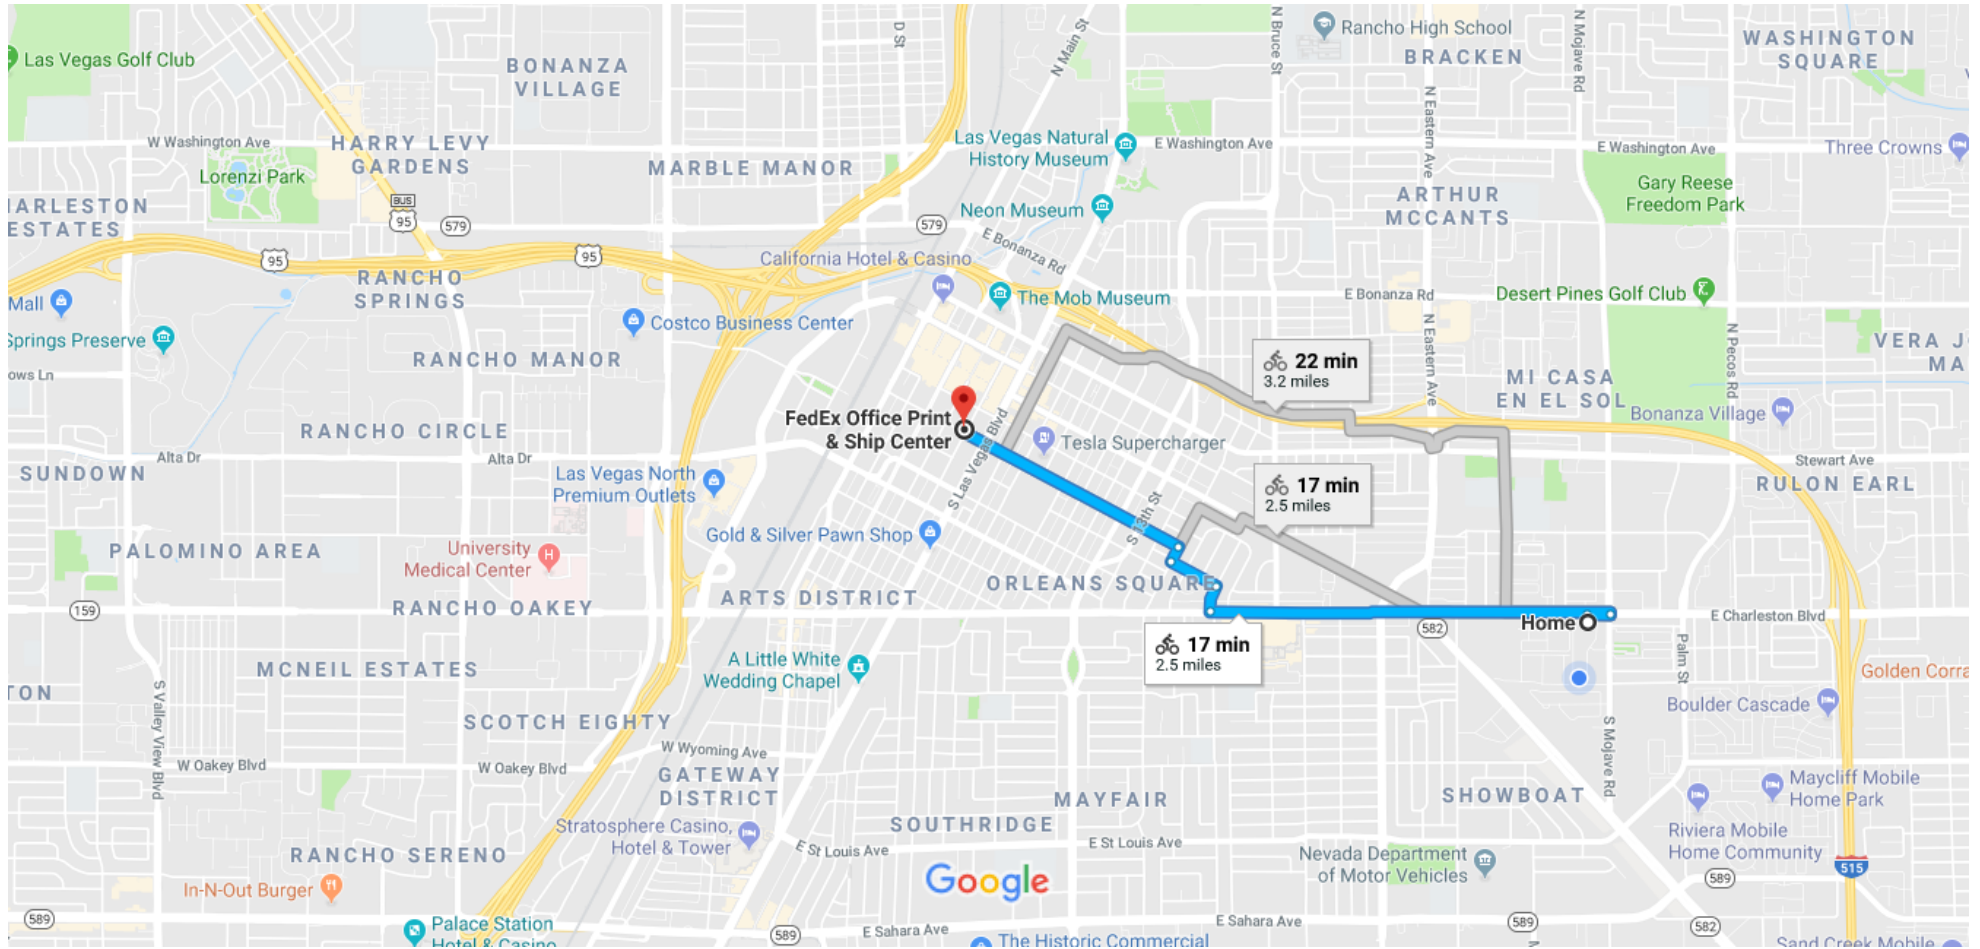 Las Vegas Golf Club
BONANZA
VILLAGE
D St
N Main St
N Bruce St
Rancho High School
BRACKEN
N Mojave Rd
WASHINGTON
SQUARE
W Washington Ave
HARRY LEVY
GARDENS
Lorenzi Park
MARBLE MANOR
Las Vegas Natural
History Museum
E Washington Ave
N Eastern Ave
E Washington Ave
Three Crowns
ARLESTON
ESTATES
BUS
95
579
579
Neon Museum
ARTHUR
MCCANTS
Gary Reese
Freedom Park
95
95
E Bonanza Rd
California Hotel & Casino
RANCHO
SPRINGS
Mall
The Mob Museum
E Bonanza Rd
Desert Pines Golf Club
Springs Preserve
Costco Business Center
N Eastern Ave
N Pecos Rd
VERA J
MA
RANCHO MANOR
ows Ln
22 min
3.2 miles
MI CASA
EN EL SOL
Bonanza Village
FedEx Office Print
& Ship Center
RANCHO CIRCLE
Tesla Supercharger
Alta Dr
Alta Dr
S Las Vegas Blvd
Stewart Ave
SUNDOWN
Las Vegas North
Premium Outlets
17 min
2.5 miles
RULON EARL
Gold & Silver Pawn Shop
S 13th St
PALOMINO AREA
University
Medical Center
H
ORLEANS SQUARE
159
RANCHO OAKEY
ARTS DISTRICT
E Charleston Blvd
Home
582
17 min
2.5 miles
A Little White
Wedding Chapel
MCNEIL ESTATES
Palm St
Golden Corra
TON
S Valley View Blvd
SCOTCH EIGHTY
Boulder Cascade
S Mojave Rd
W Wyoming Ave
W Oakey Blvd
W Oakey Blvd
GATEWAY
DISTRICT
MAYFAIR
SHOWBOAT
Maycliff Mobile
Home Park
Stratosphere Casino,
Hotel & Tower
SOUTHRIDGE
E St Louis Ave
E St Louis Ave
Riviera Mobile
Home Community
RANCHO SERENO
Nevada Department
of Motor Vehicles
515
In-N-Out Burger
Google
589
589
589
589
582
E Sahara Ave
E Sahara Ave
Palace Station
Hotel & Casino
The Historic Commercial
Sand Creek Mobile